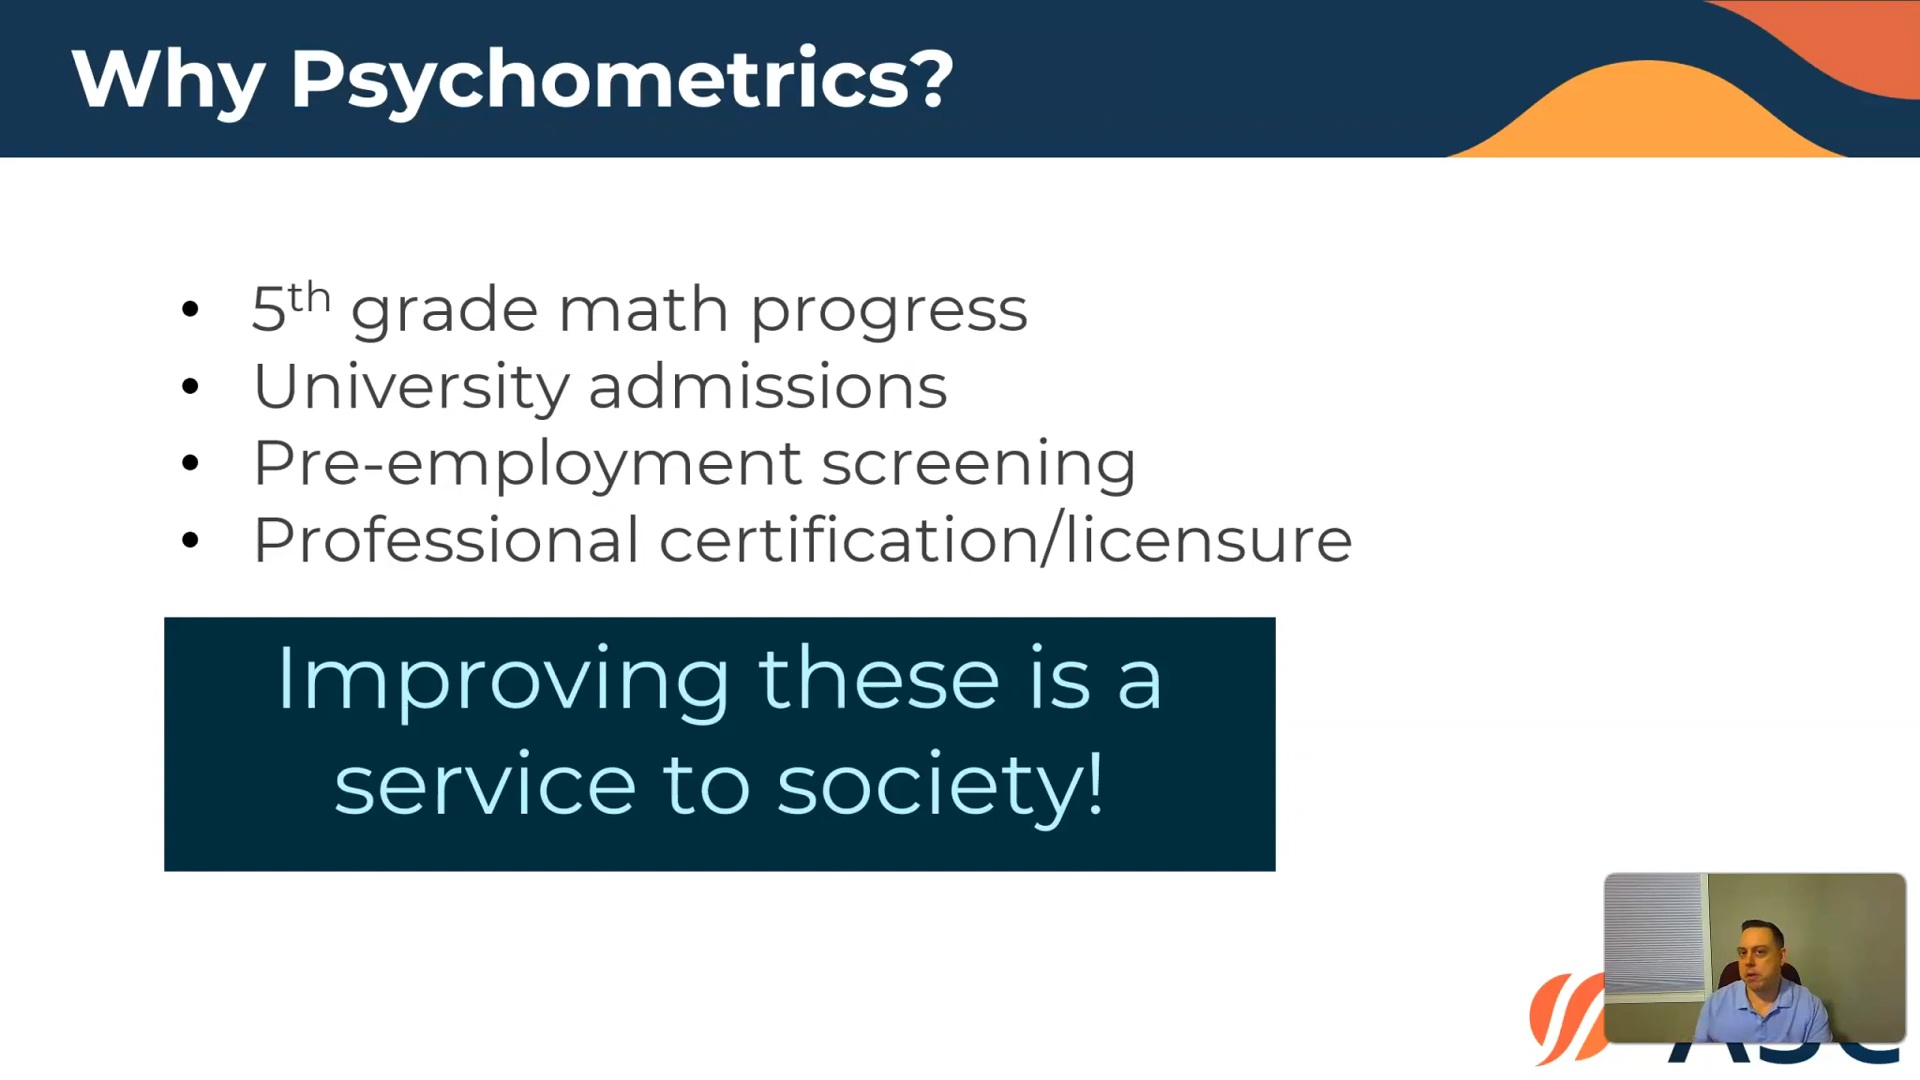 Why Psychometrics?
• 5th grade math progress
• University admissions
• Pre-employment screening
• Professional certification/licensure
Improving these is a
service to society!
ASC